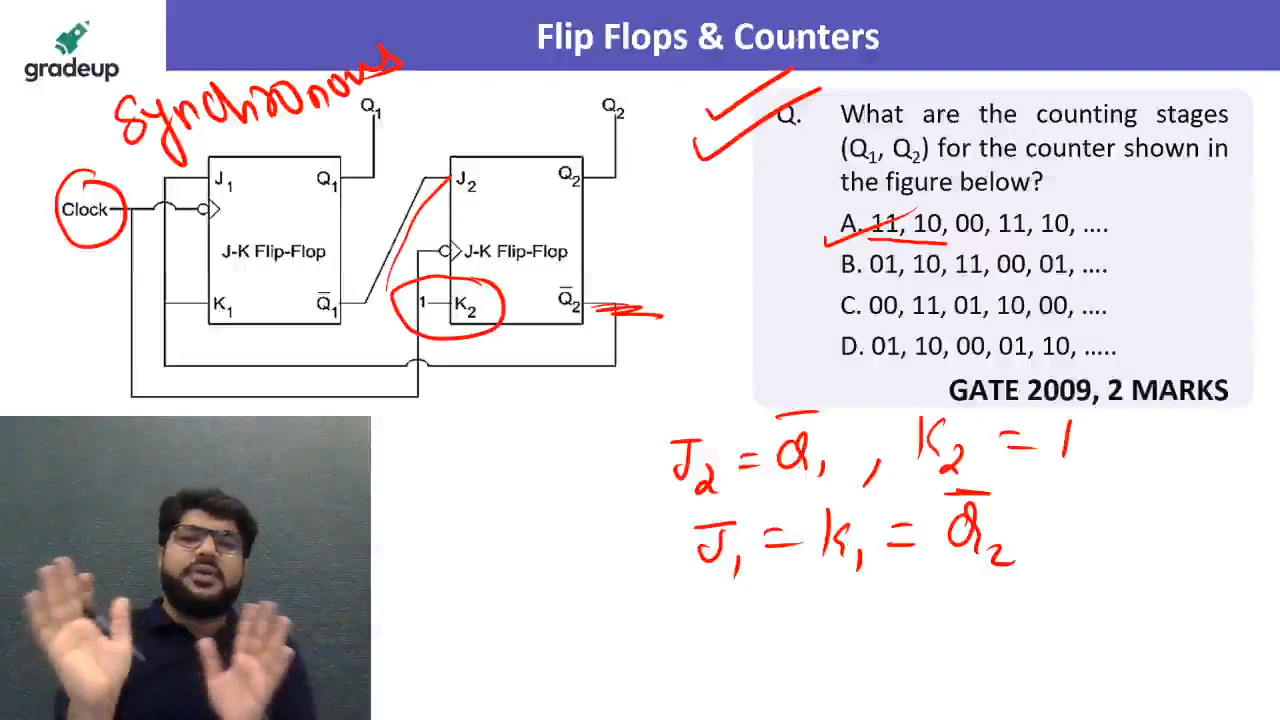 gradeup
Flip Flops & Counters
Synchronous
Q1
Q2
Q. What are the counting stages
(Q1, Q2) for the counter shown in
the figure below?
A. 11, 10, 00, 11, 10, ....
B. 01, 10, 11, 00, 01, ....
C. 00, 11, 01, 10, 00, ....
D. 01, 10, 00, 01, 10, .....
GATE 2009, 2 MARKS
J1
Q1
J2
Q2
Clock
J-K Flip-Flop
J-K Flip-Flop
K1
Q̅1
1
K2
Q̅2
J2 = Q̅1 , K2 = 1
J1 = K1 = Q̅2